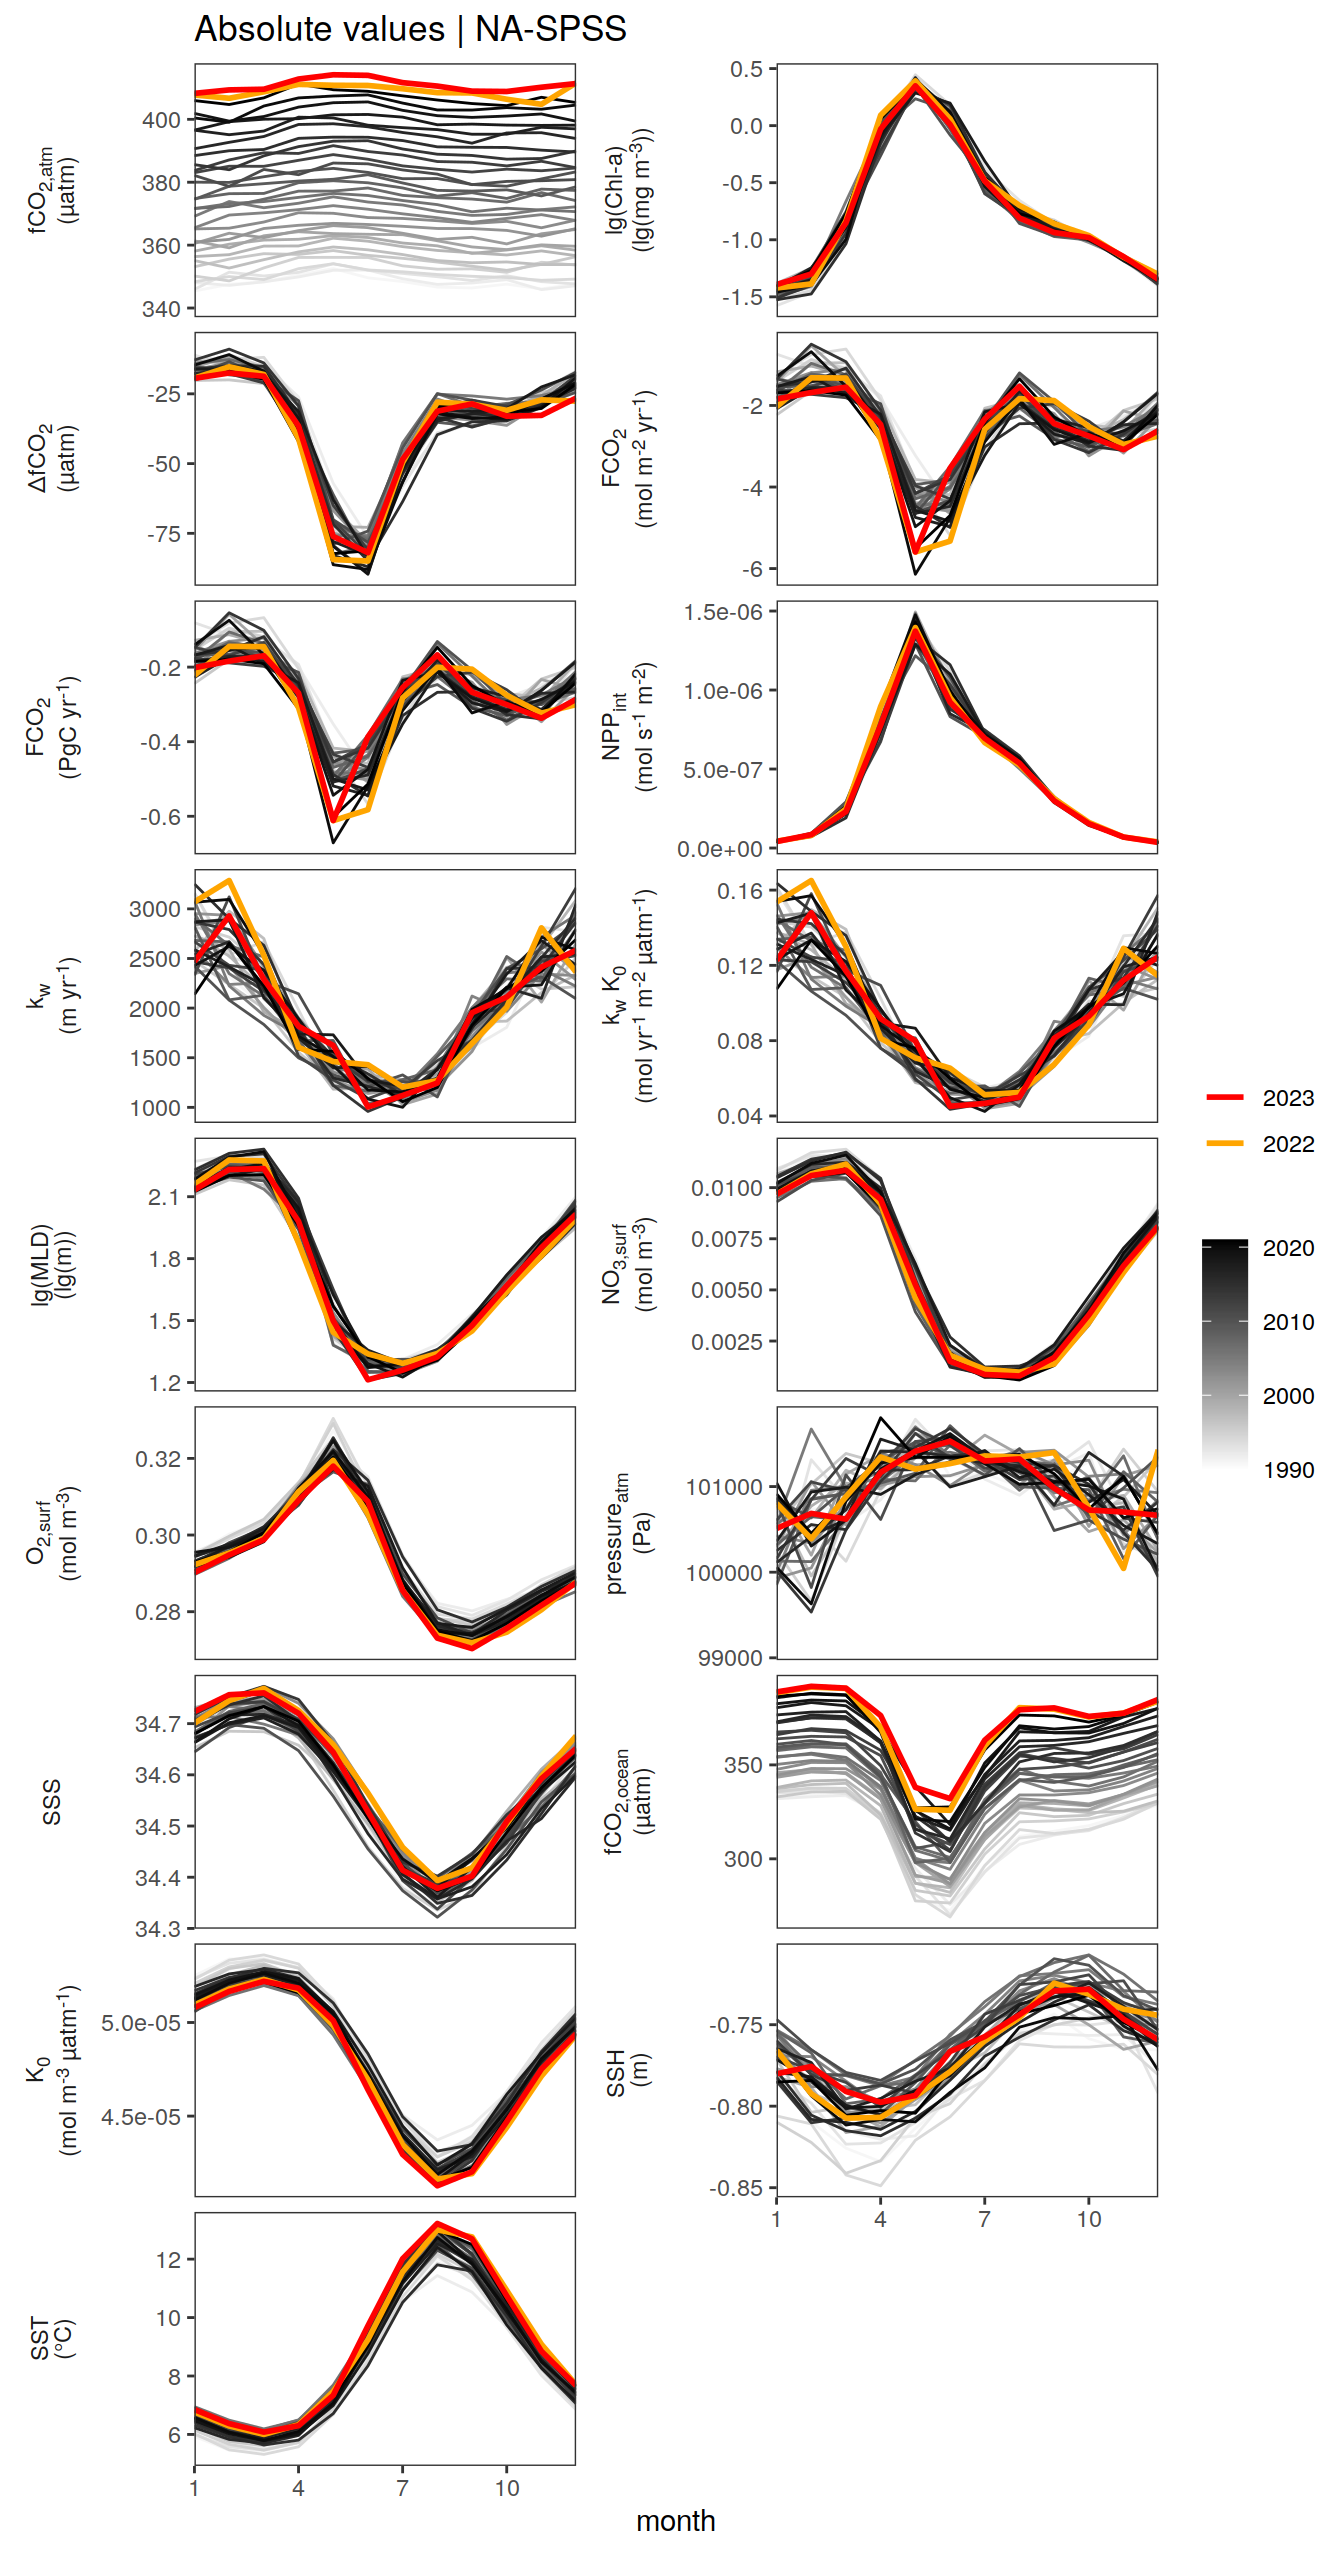 Absolute values | NA-SPSS
fCO2,atm
(µatm)
400
380
360
340
lg(Chl-a)
(lg(mg m-3))
0.5
0.0
-0.5
-1.0
-1.5
ΔfCO2
(µatm)
-25
-50
-75
FCO2
(mol m-2 yr-1)
-2
-4
-6
FCO2
(PgC yr-1)
-0.2
-0.4
-0.6
NPPint
(mol s-1 m-2)
1.5e-06
1.0e-06
5.0e-07
0.0e+00
kw
(m yr-1)
3000
2500
2000
1500
1000
kw K0
(mol yr-1 m-2 µatm-1)
0.16
0.12
0.08
0.04
lg(MLD)
(lg(m))
2.1
1.8
1.5
1.2
NO3,surf
(mol m-3)
0.0100
0.0075
0.0050
0.0025
O2,surf
(mol m-3)
0.32
0.30
0.28
pressureatm
(Pa)
101000
100000
99000
SSS
34.7
34.6
34.5
34.4
34.3
fCO2,ocean
(µatm)
350
300
K0
(mol m-3 µatm-1)
5.0e-05
4.5e-05
SSH
(m)
-0.75
-0.80
-0.85
1
4
7
10
SST
(°C)
12
10
8
6
1
4
7
10
month
2023
2022
2020
2010
2000
1990